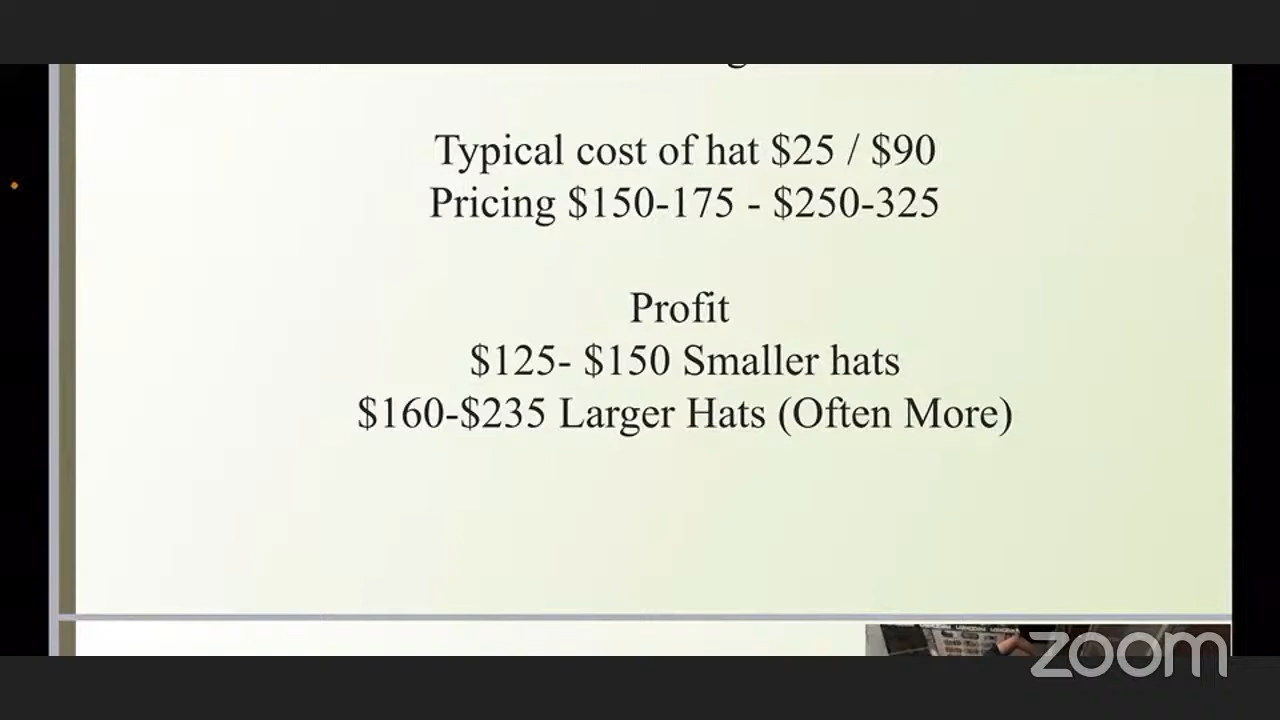 Typical cost of hat $25 / $90
Pricing $150-175 - $250-325
Profit
$125- $150 Smaller hats
$160-$235 Larger Hats (Often More)
zoom